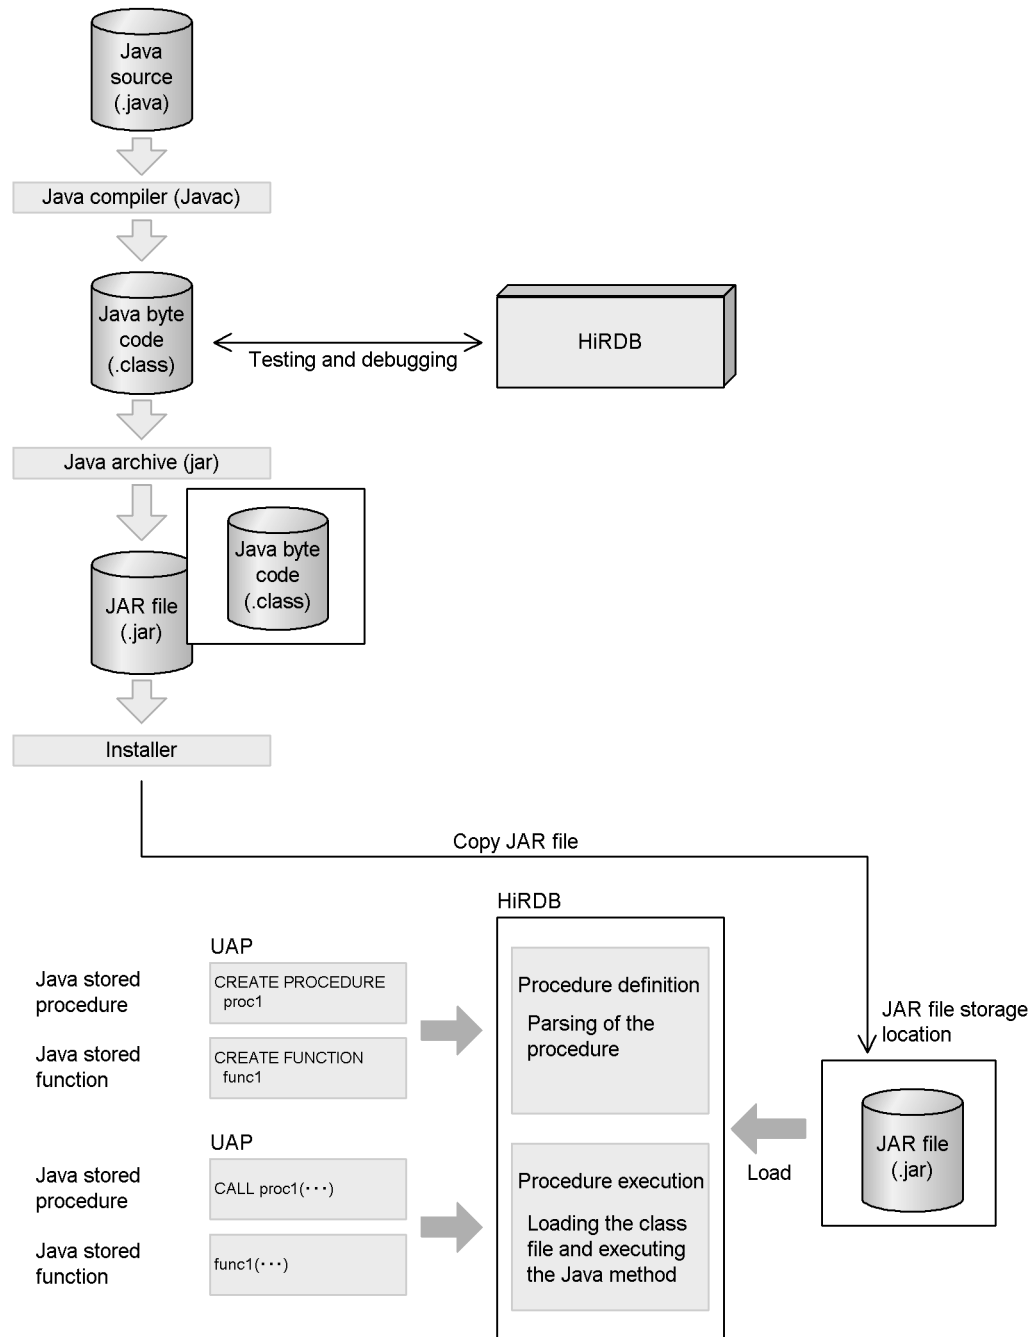 Java
source
(.java)
Java compiler (Javac)
Java byte
code
(.class)
Testing and debugging
HiRDB
Java archive (jar)
Java byte
code
(.class)
JAR file
(.jar)
Installer
Copy JAR file
HiRDB
UAP
Java stored
procedure
CREATE PROCEDURE
proc1
Java stored
function
CREATE FUNCTION
func1
Procedure definition
Parsing of the
procedure
JAR file storage
location
JAR file
(.jar)
Load
UAP
Java stored
procedure
CALL proc1(･･･)
Java stored
function
func1(･･･)
Procedure execution
Loading the class
file and executing
the Java method